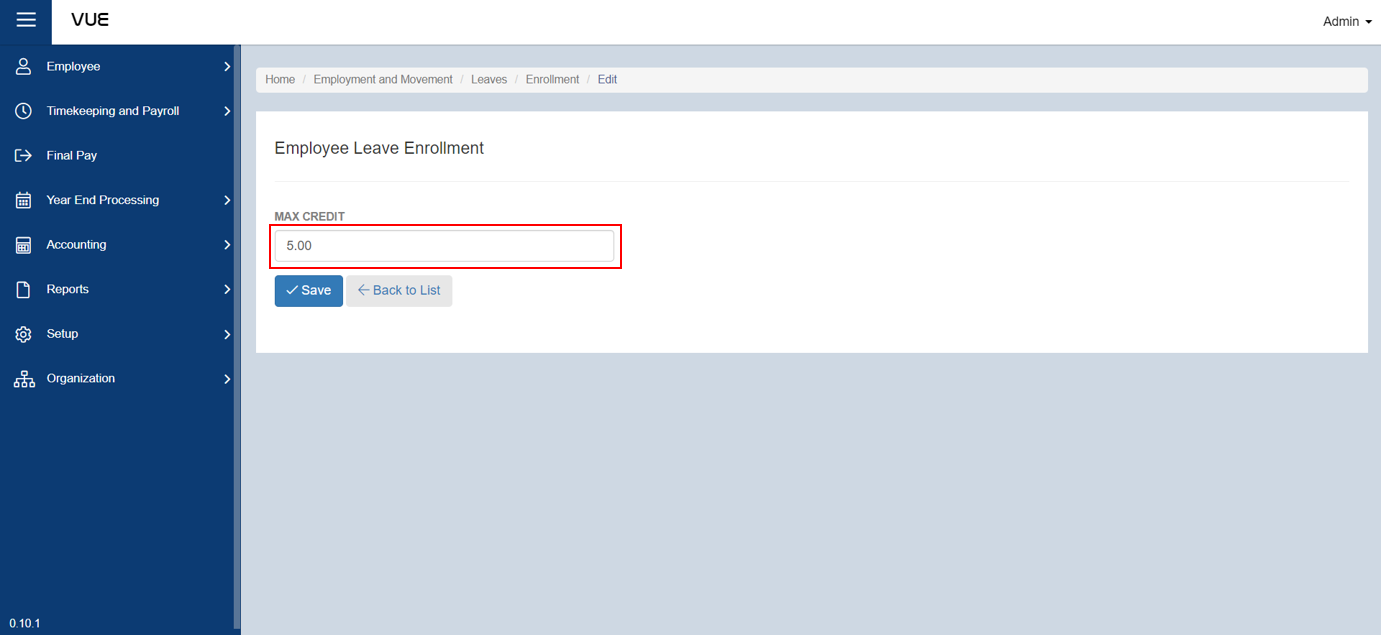 VUE
Admin
Employee
Timekeeping and Payroll
Final Pay
Year End Processing
Accounting
Reports
Setup
Organization
0.10.1
Home / Employment and Movement / Leaves / Enrollment / Edit
Employee Leave Enrollment
MAX CREDIT
5.00
Save
Back to List